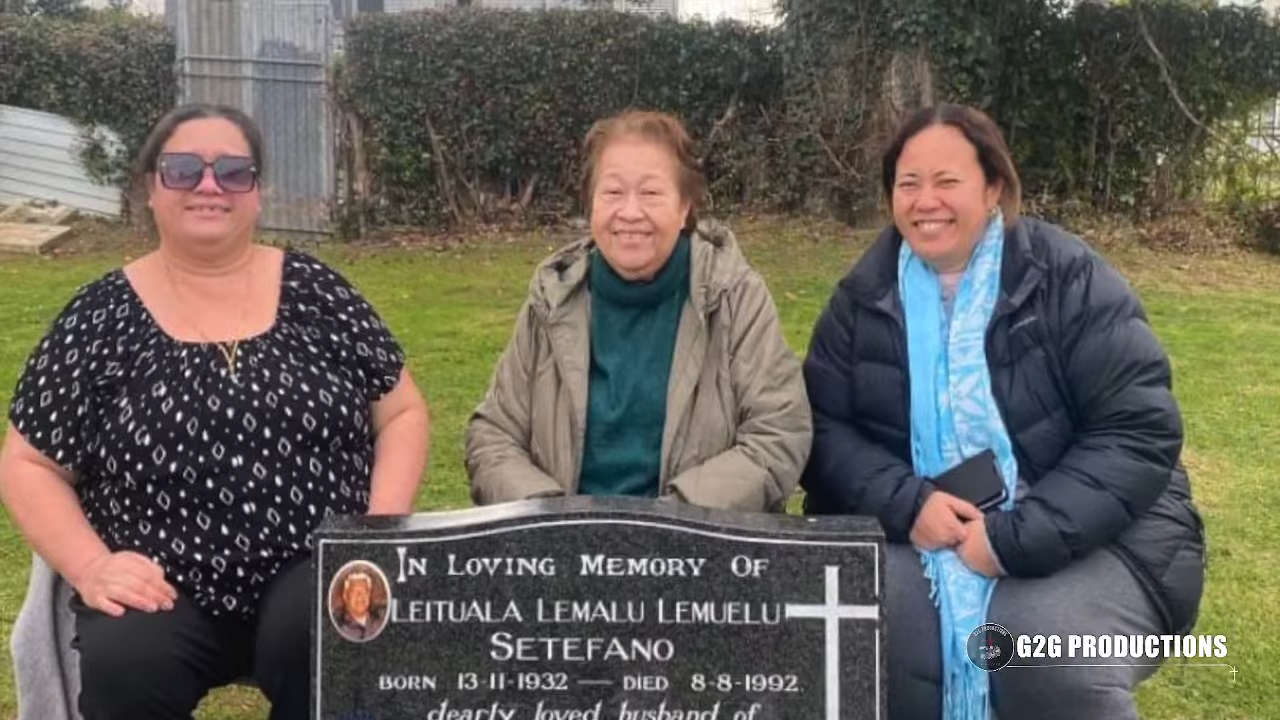 IN LOVING MEMORY OF
LEITUALA LEMALU LEMUELU
SETEFANO
BORN 13-11-1932 — DIED 8-8-1992
dearly loved husband of
G2G PRODUCTIONS